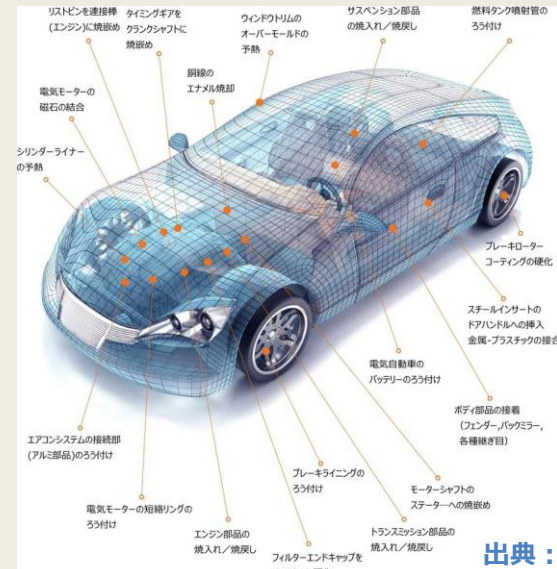 リストピンを連接棒
(エンジン)に焼嵌め
タイミングギアを
クランクシャフトに
焼嵌め
ウィンドウトリムの
オーバーモールドの
予熱
サスペンション部品
の焼入れ／焼戻し
燃料タンク噴射管の
ろう付け
電気モーターの
磁石の結合
銅線の
エナメル焼却
シリンダーライナー
の予熱
ブレーキローター
コーティングの硬化
スチールインサートの
ドアハンドルへの挿入
金属-プラスチックの接合
電気自動車の
バッテリーのろう付け
ボディ部品の接着
(フェンダー,バックミラー,
各種継ぎ目)
エアコンシステムの接続部
(アルミ部品)のろう付け
ブレーキライニングの
ろう付け
モーターシャフトの
ステーターへの焼嵌め
電気モーターの短絡リングの
ろう付け
エンジン部品の
焼入れ／焼戻し
トランスミッション部品の
焼入れ／焼戻し
フィルターエンドキャップを
出典：